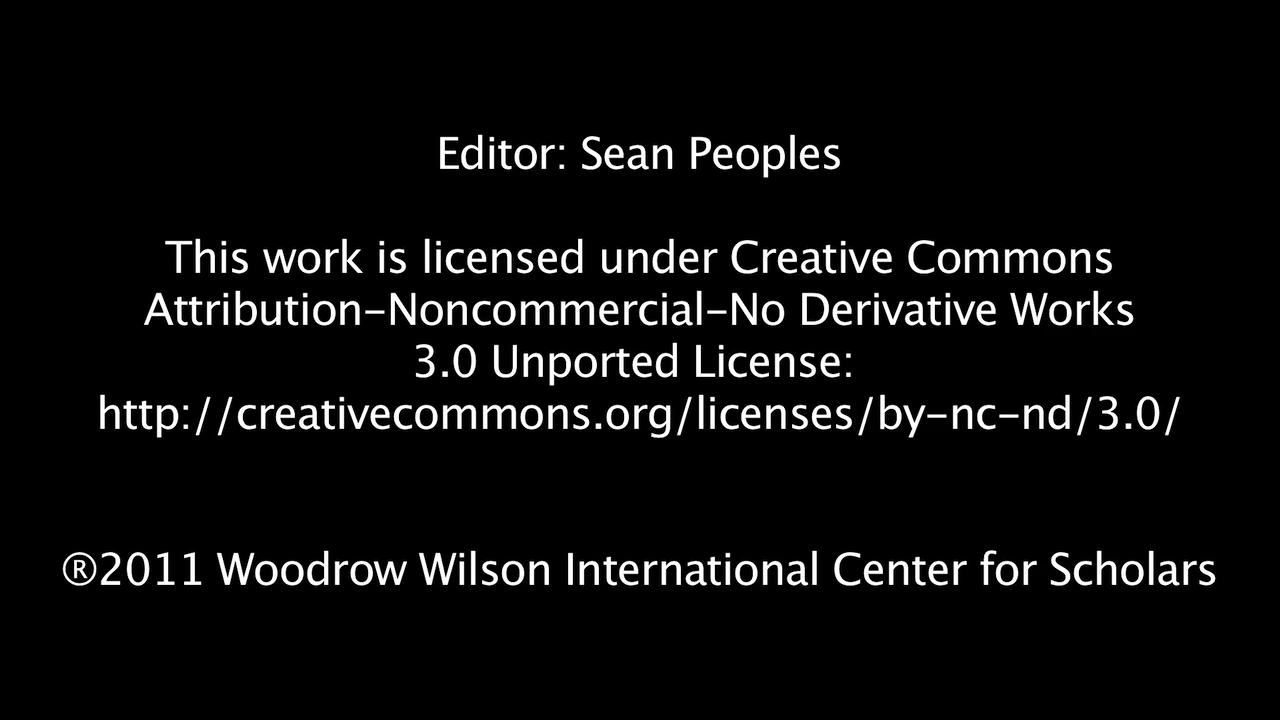 Editor: Sean Peoples
This work is licensed under Creative Commons
Attribution-Noncommercial-No Derivative Works
3.0 Unported License:
http://creativecommons.org/licenses/by-nc-nd/3.0/
®2011 Woodrow Wilson International Center for Scholars